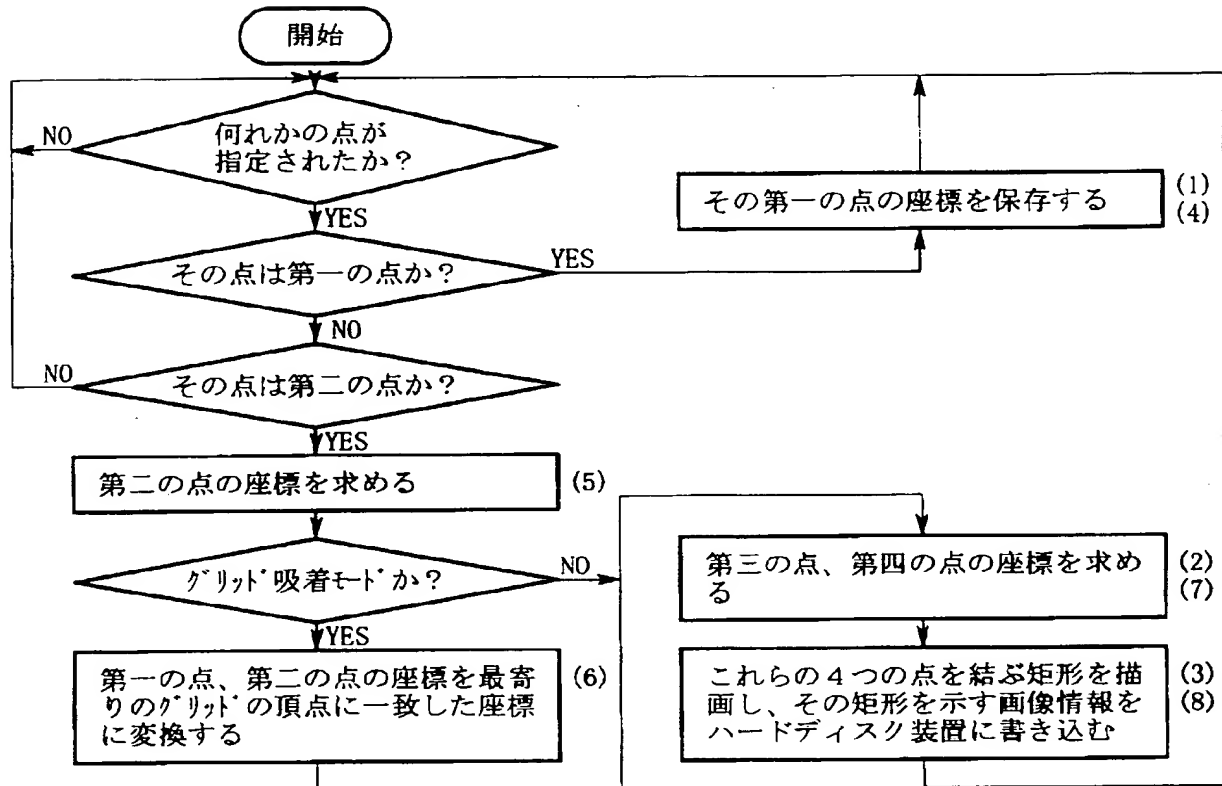 開始
NO
何れかの点が
指定されたか?
YES
その第一の点の座標を保存する
(1)
(4)
その点は第一の点か?
YES
NO
NO
その点は第二の点か?
YES
第二の点の座標を求める
(5)
グリッド吸着モードか?
NO
第三の点、第四の点の座標を求め
る
(2)
(7)
YES
第一の点、第二の点の座標を最寄
りのグリッドの頂点に一致した座標
に変換する
(6)
これらの4つの点を結ぶ矩形を描
画し、その矩形を示す画像情報を
ハードディスク装置に書き込む
(3)
(8)